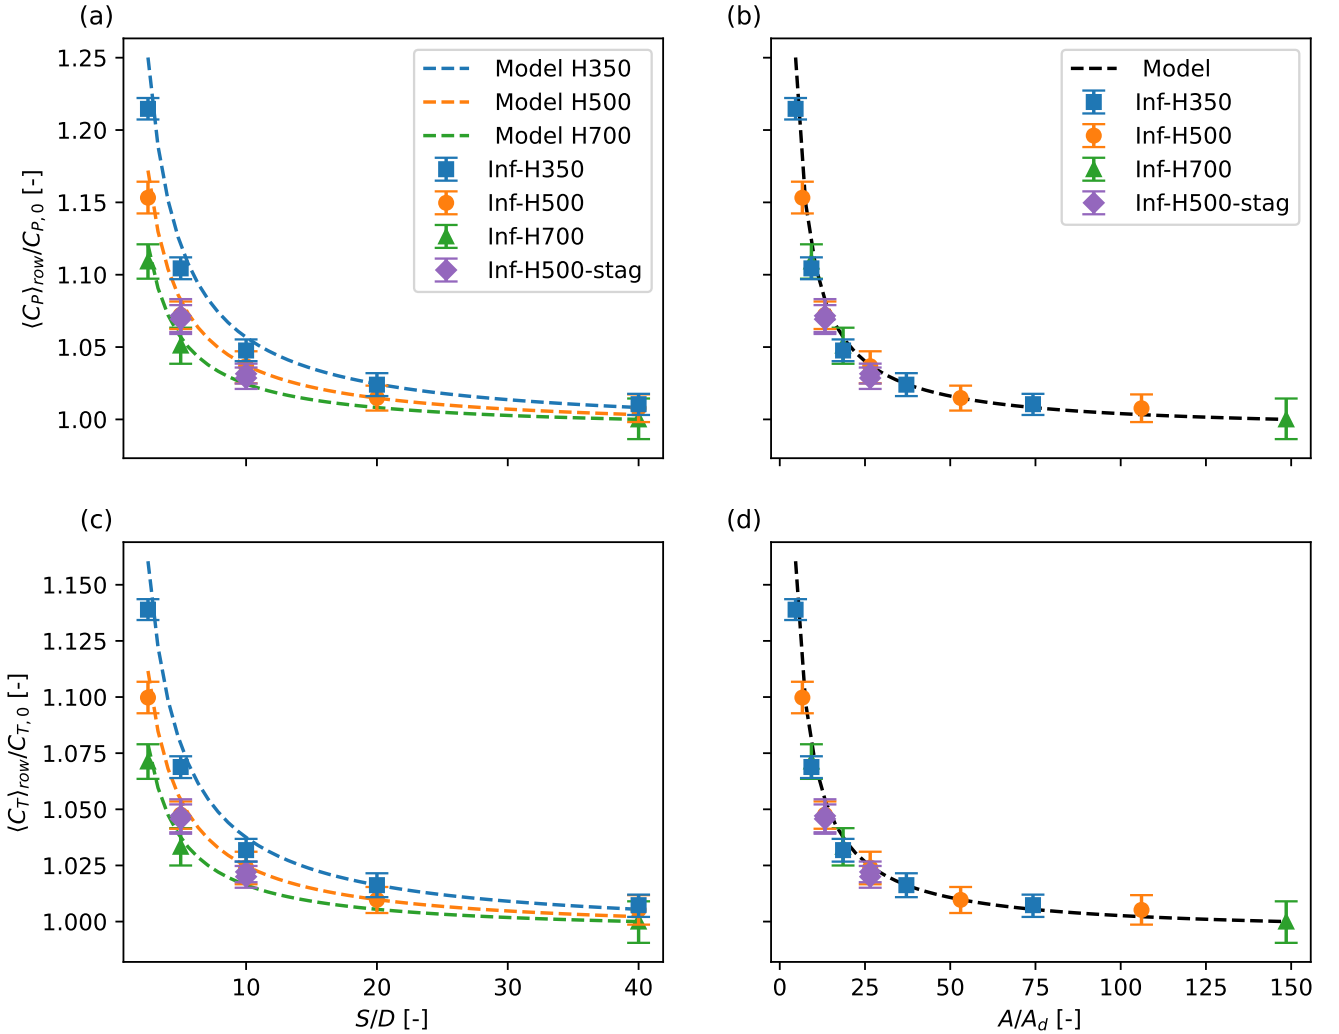 (a)
⟨C_P⟩_row/C_{P,0} [-]
1.25
1.20
1.15
1.10
1.05
1.00
Model H350
Model H500
Model H700
Inf-H350
Inf-H500
Inf-H700
Inf-H500-stag
(b)
Model
Inf-H350
Inf-H500
Inf-H700
Inf-H500-stag
(c)
⟨C_T⟩_row/C_{T,0} [-]
1.150
1.125
1.100
1.075
1.050
1.025
1.000
10 20 30 40
S/D [-]
(d)
0 25 50 75 100 125 150
A/A_d [-]